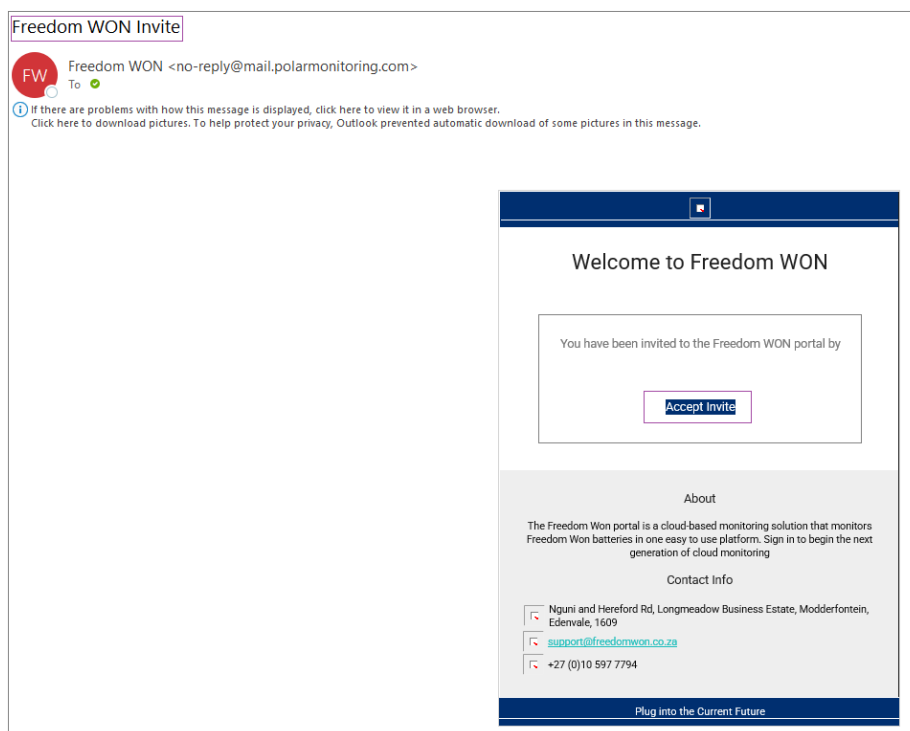 Freedom WON Invite
FW
Freedom WON <no-reply@mail.polarmonitoring.com>
To
If there are problems with how this message is displayed, click here to view it in a web browser.
Click here to download pictures. To help protect your privacy, Outlook prevented automatic download of some pictures in this message.
Welcome to Freedom WON
You have been invited to the Freedom WON portal by
Accept Invite
About
The Freedom Won portal is a cloud-based monitoring solution that monitors
Freedom Won batteries in one easy to use platform. Sign in to begin the next
generation of cloud monitoring
Contact Info
Nguni and Hereford Rd, Longmeadow Business Estate, Modderfontein,
Edenvale, 1609
support@freedomwon.co.za
+27 (0)10 597 7794
Plug into the Current Future